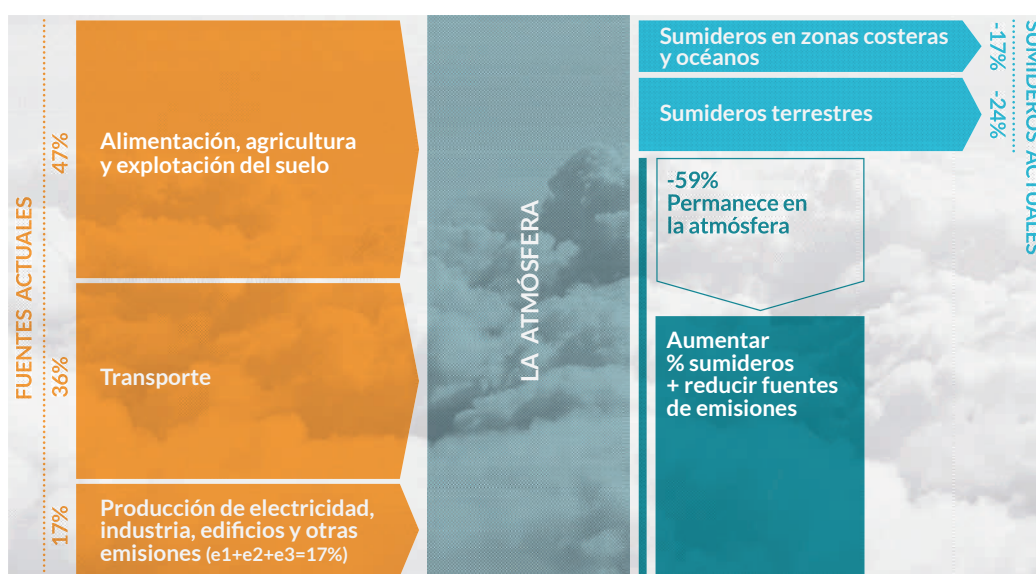 FUENTES ACTUALES
47%
Alimentación, agricultura
y explotación del suelo
36%
Transporte
17%
Producción de electricidad,
industria, edificios y otras
emisiones (e1+e2+e3=17%)
LA ATMÓSFERA
Sumideros en zonas costeras
y océanos
-17%
Sumideros terrestres
-24%
SUMIDEROS ACTUALES
-59%
Permanece en
la atmósfera
Aumentar
% sumideros
+ reducir fuentes
de emisiones